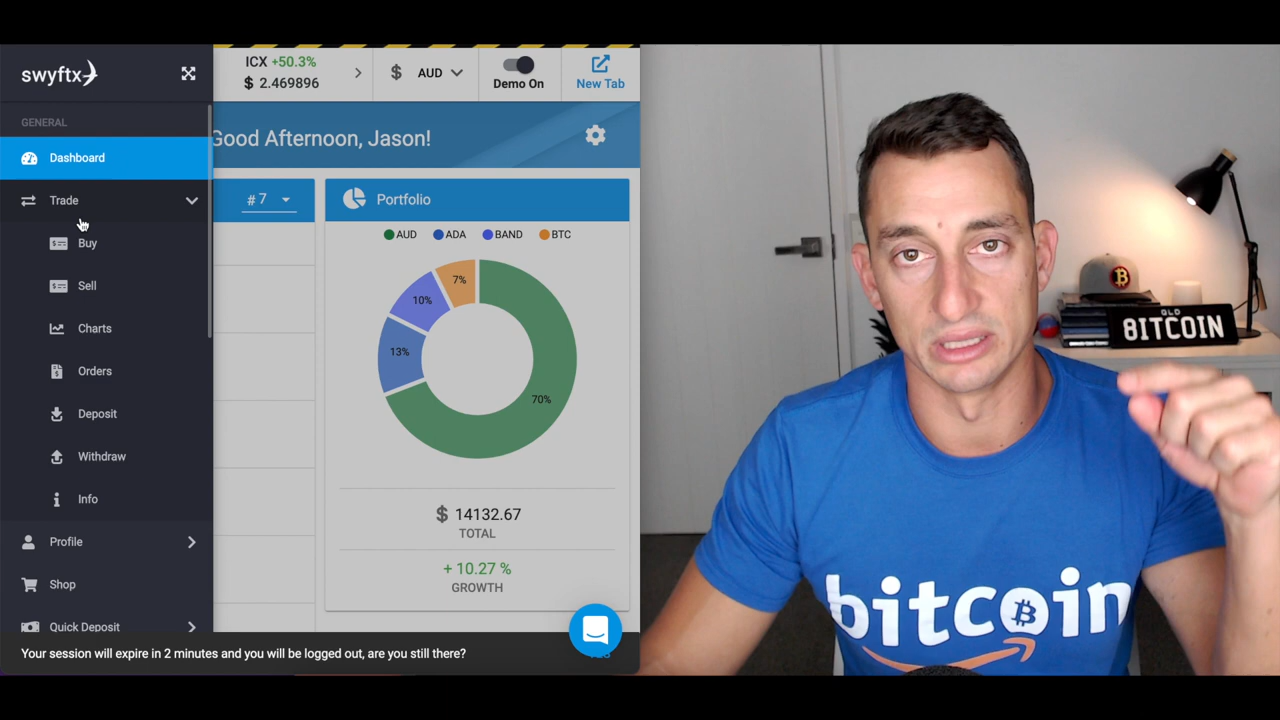 swyftx
GENERAL
Dashboard
Trade
Buy
Sell
Charts
Orders
Deposit
Withdraw
Info
Profile
Shop
Quick Deposit
ICX +50.3%
$ 2.469896
$ AUD
Demo On
New Tab
Good Afternoon, Jason!
# 7
Portfolio
AUD ADA BAND BTC
7%
10%
13%
70%
$ 14132.67
TOTAL
+ 10.27 %
GROWTH
Your session will expire in 2 minutes and you will be logged out, are you still there?
QLD
8ITCOIN
bitcoin